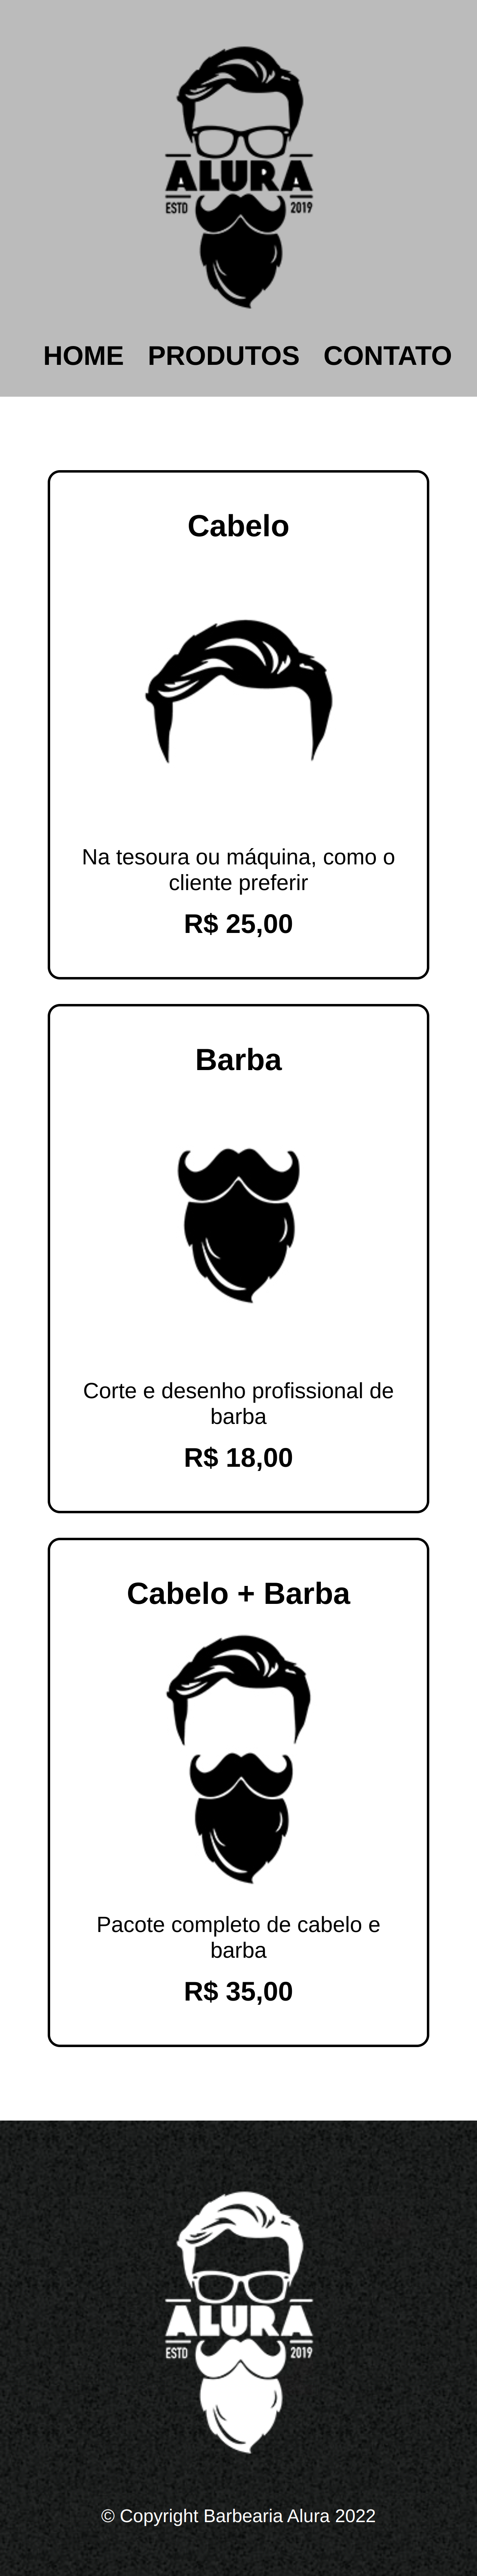 ALURA
ESTD 2019
HOME PRODUTOS CONTATO
Cabelo
Na tesoura ou máquina, como o
cliente preferir
R$ 25,00
Barba
Corte e desenho profissional de
barba
R$ 18,00
Cabelo + Barba
Pacote completo de cabelo e
barba
R$ 35,00
ALURA
ESTD 2019
© Copyright Barbearia Alura 2022